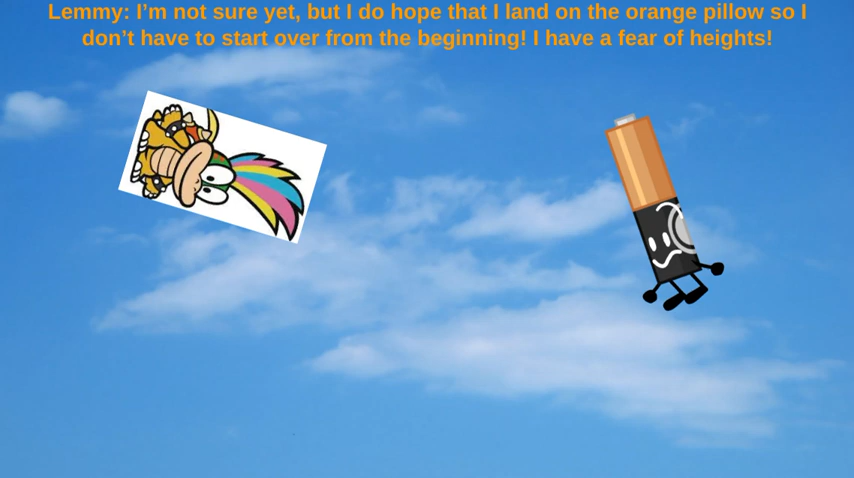 Lemmy: I’m not sure yet, but I do hope that I land on the orange pillow so I
don’t have to start over from the beginning! I have a fear of heights!